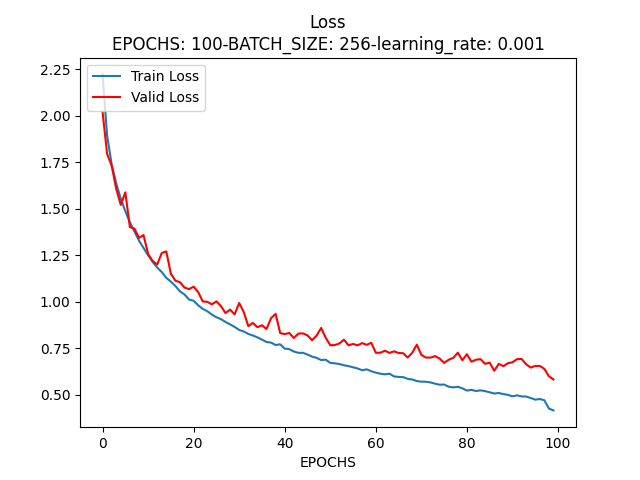 Loss
EPOCHS: 100-BATCH_SIZE: 256-learning_rate: 0.001
Train Loss
Valid Loss
2.25
2.00
1.75
1.50
1.25
1.00
0.75
0.50
0 20 40 60 80 100
EPOCHS